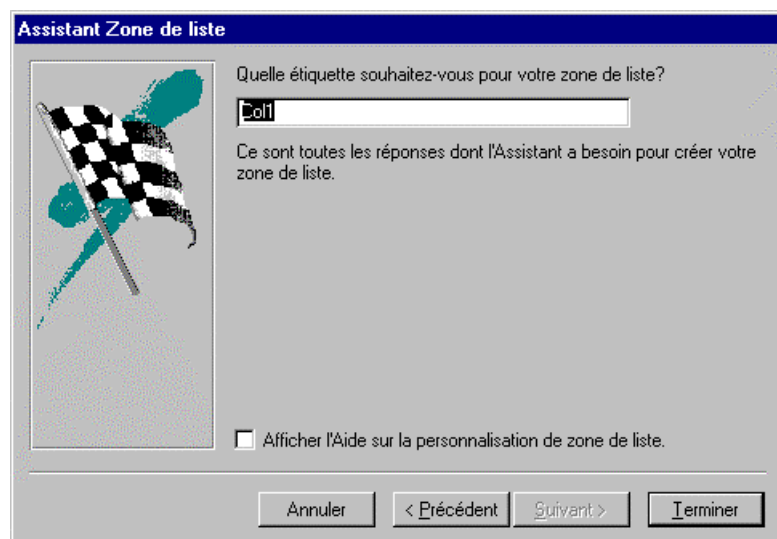 Assistant Zone de liste
Quelle étiquette souhaitez-vous pour votre zone de liste?
Col1
Ce sont toutes les réponses dont l'Assistant a besoin pour créer votre
zone de liste.
Afficher l'Aide sur la personnalisation de zone de liste.
Annuler
< Précédent
Suivant >
Terminer